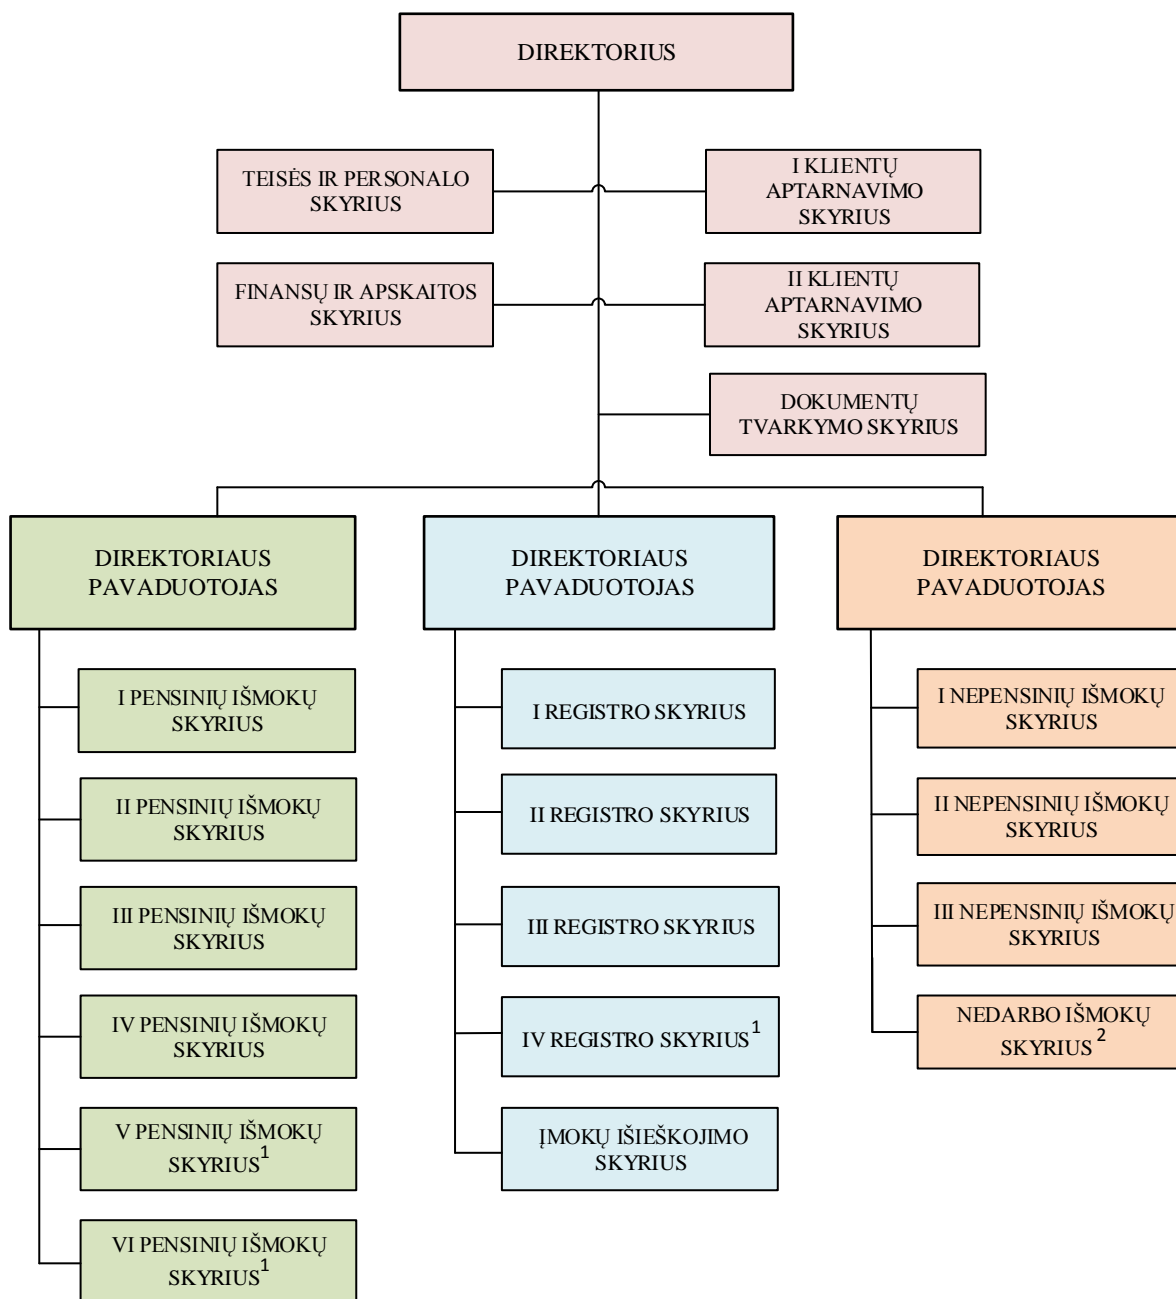 DIREKTORIUS
TEISĖS IR PERSONALO
SKYRIUS
I KLIENTŲ
APTARNAVIMO
SKYRIUS
FINANSŲ IR APSKAITOS
SKYRIUS
II KLIENTŲ
APTARNAVIMO
SKYRIUS
DOKUMENTŲ
TVARKYMO SKYRIUS
DIREKTORIAUS
PAVADUOTOJAS
I PENSINIŲ IŠMOKŲ
SKYRIUS
II PENSINIŲ IŠMOKŲ
SKYRIUS
III PENSINIŲ IŠMOKŲ
SKYRIUS
IV PENSINIŲ IŠMOKŲ
SKYRIUS
V PENSINIŲ IŠMOKŲ
SKYRIUS¹
VI PENSINIŲ IŠMOKŲ
SKYRIUS¹
DIREKTORIAUS
PAVADUOTOJAS
I REGISTRO SKYRIUS
II REGISTRO SKYRIUS
III REGISTRO SKYRIUS
IV REGISTRO SKYRIUS¹
ĮMOKŲ IŠIEŠKOJIMO
SKYRIUS
DIREKTORIAUS
PAVADUOTOJAS
I NEPENSINIŲ IŠMOKŲ
SKYRIUS
II NEPENSINIŲ IŠMOKŲ
SKYRIUS
III NEPENSINIŲ IŠMOKŲ
SKYRIUS
NEDARBO IŠMOKŲ
SKYRIUS²